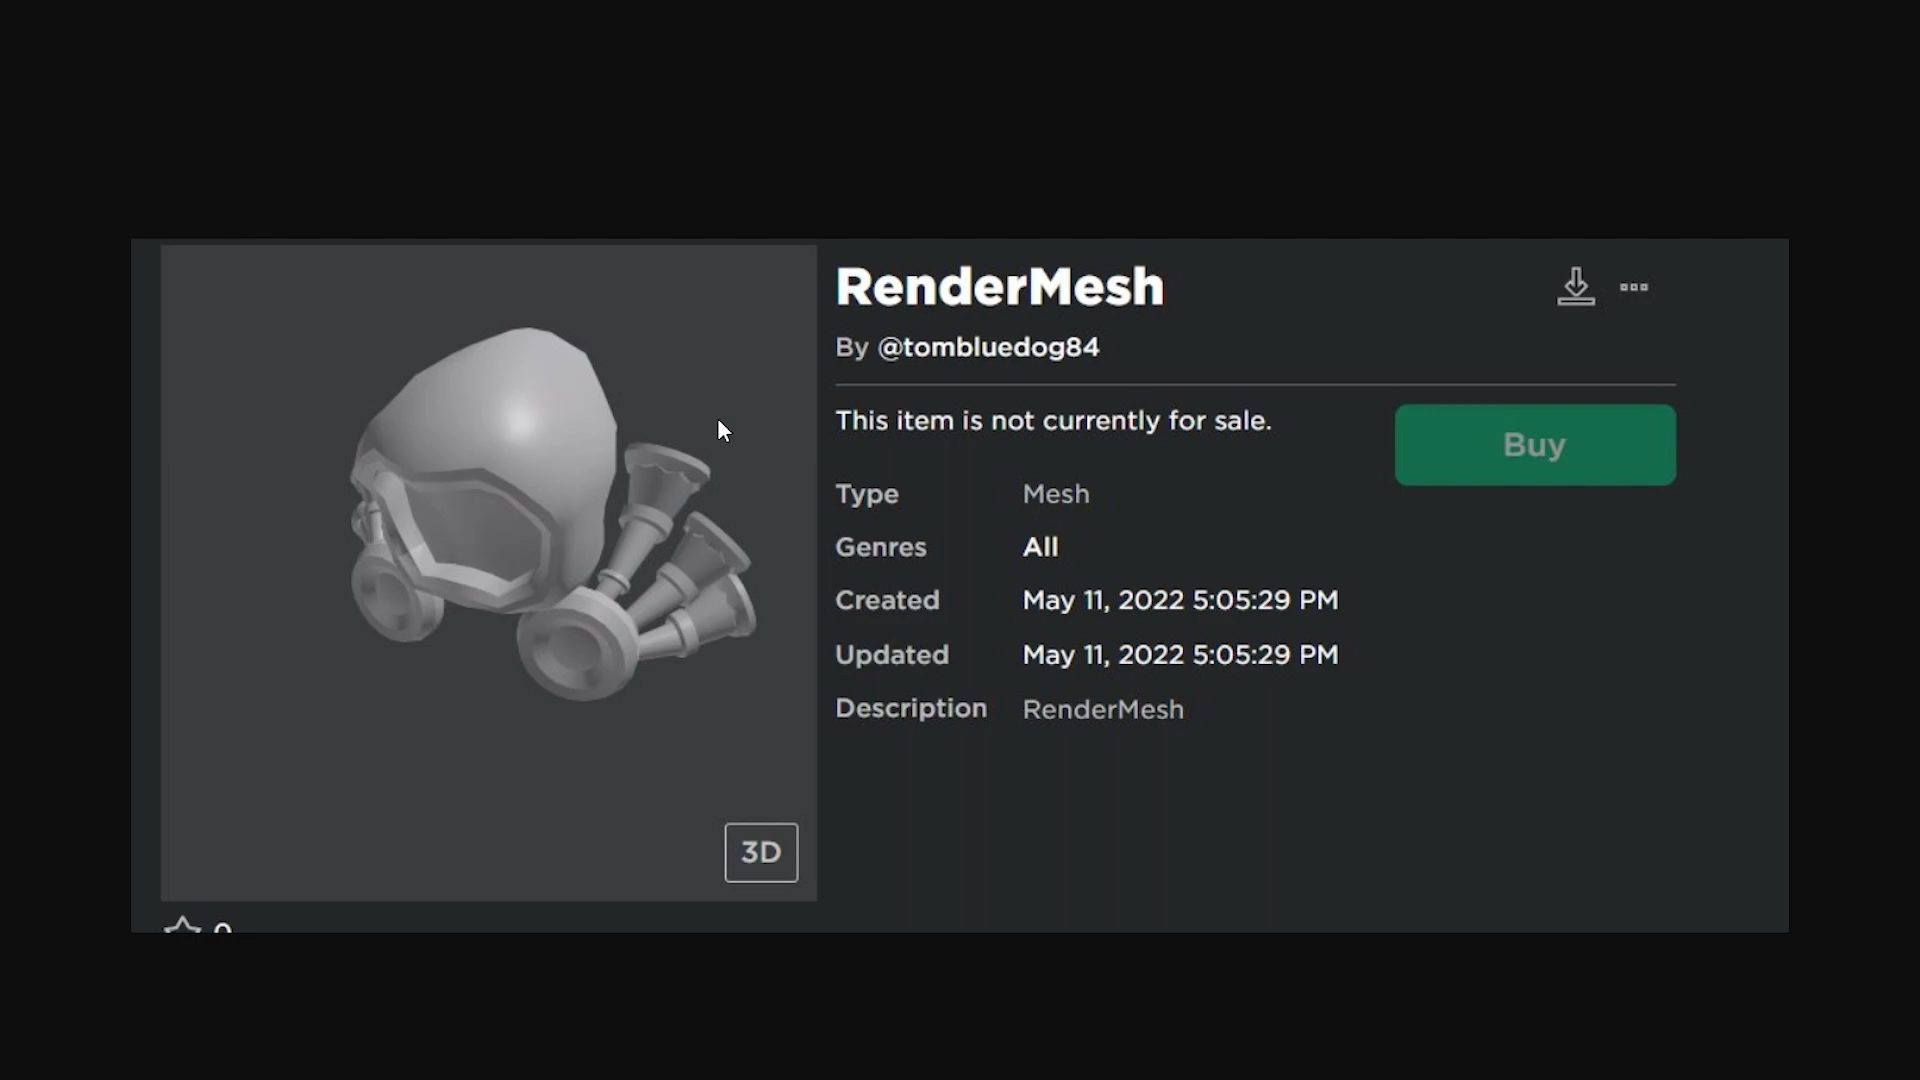 RenderMesh
By @tombluedog84
This item is not currently for sale.
Buy
Type Mesh
Genres All
Created May 11, 2022 5:05:29 PM
Updated May 11, 2022 5:05:29 PM
Description RenderMesh
3D